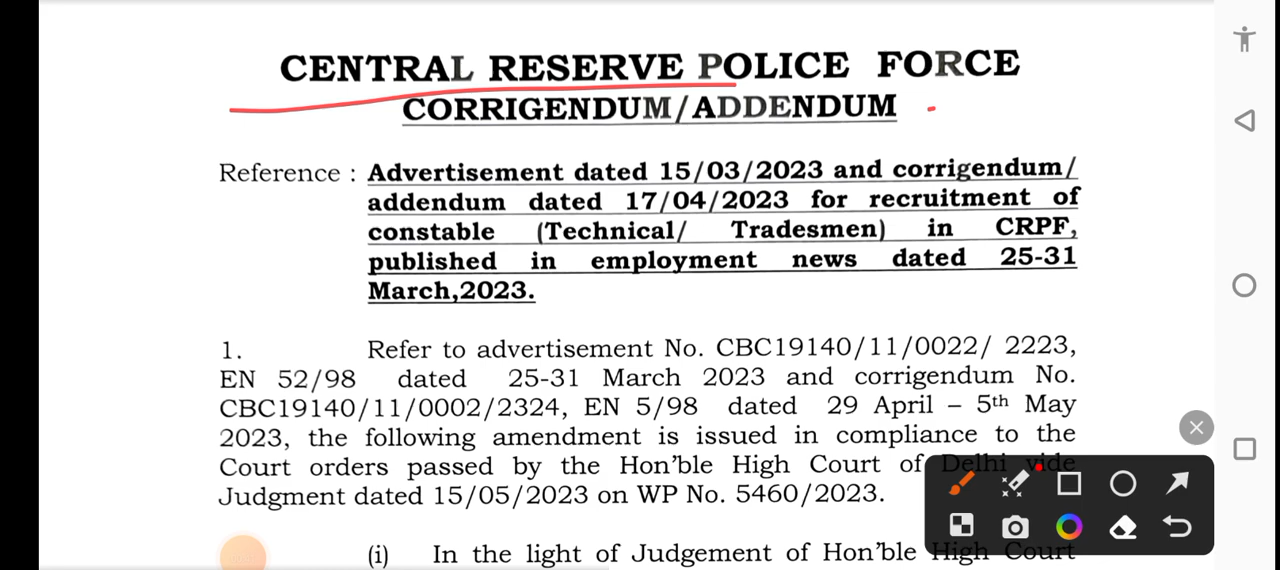 CENTRAL RESERVE POLICE FORCE
CORRIGENDUM/ADDENDUM
Reference : Advertisement dated 15/03/2023 and corrigendum/
addendum dated 17/04/2023 for recruitment of
constable (Technical/ Tradesmen) in CRPF,
published in employment news dated 25-31
March,2023.
1. Refer to advertisement No. CBC19140/11/0022/ 2223,
EN 52/98 dated 25-31 March 2023 and corrigendum No.
CBC19140/11/0002/2324, EN 5/98 dated 29 April – 5th May
2023, the following amendment is issued in compliance to the
Court orders passed by the Hon'ble High Court of Delhi vide
Judgment dated 15/05/2023 on WP No. 5460/2023.
(i) In the light of Judgement of Hon'ble High Court